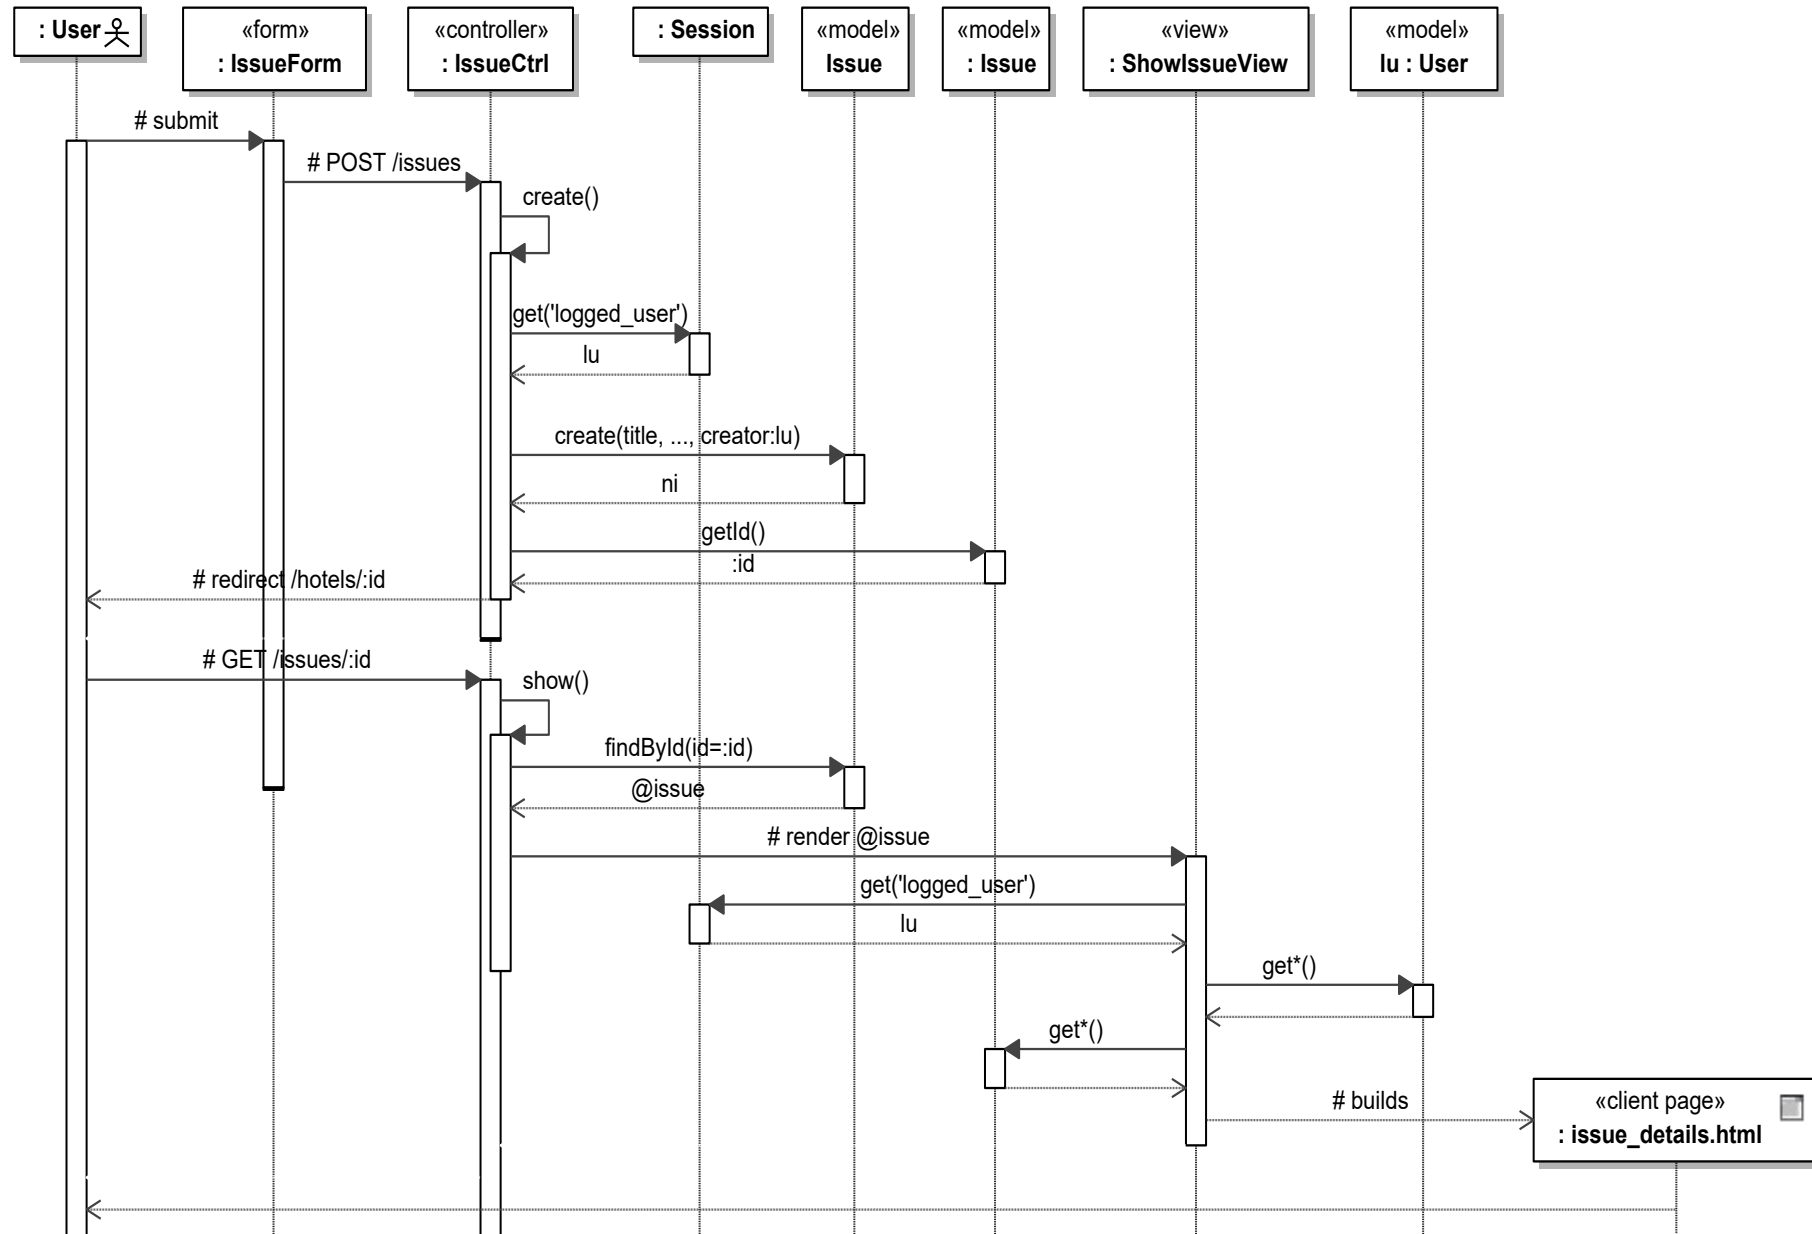 : User
«form»
: IssueForm
«controller»
: IssueCtrl
: Session
«model»
Issue
«model»
: Issue
«view»
: ShowIssueView
«model»
lu : User
# submit
# POST /issues
create()
get('logged_user')
lu
create(title, ..., creator:lu)
ni
getId()
:id
# redirect /hotels/:id
# GET /issues/:id
show()
findById(id=:id)
@issue
# render @issue
get('logged_user')
lu
get*()
get*()
# builds
«client page»
: issue_details.html